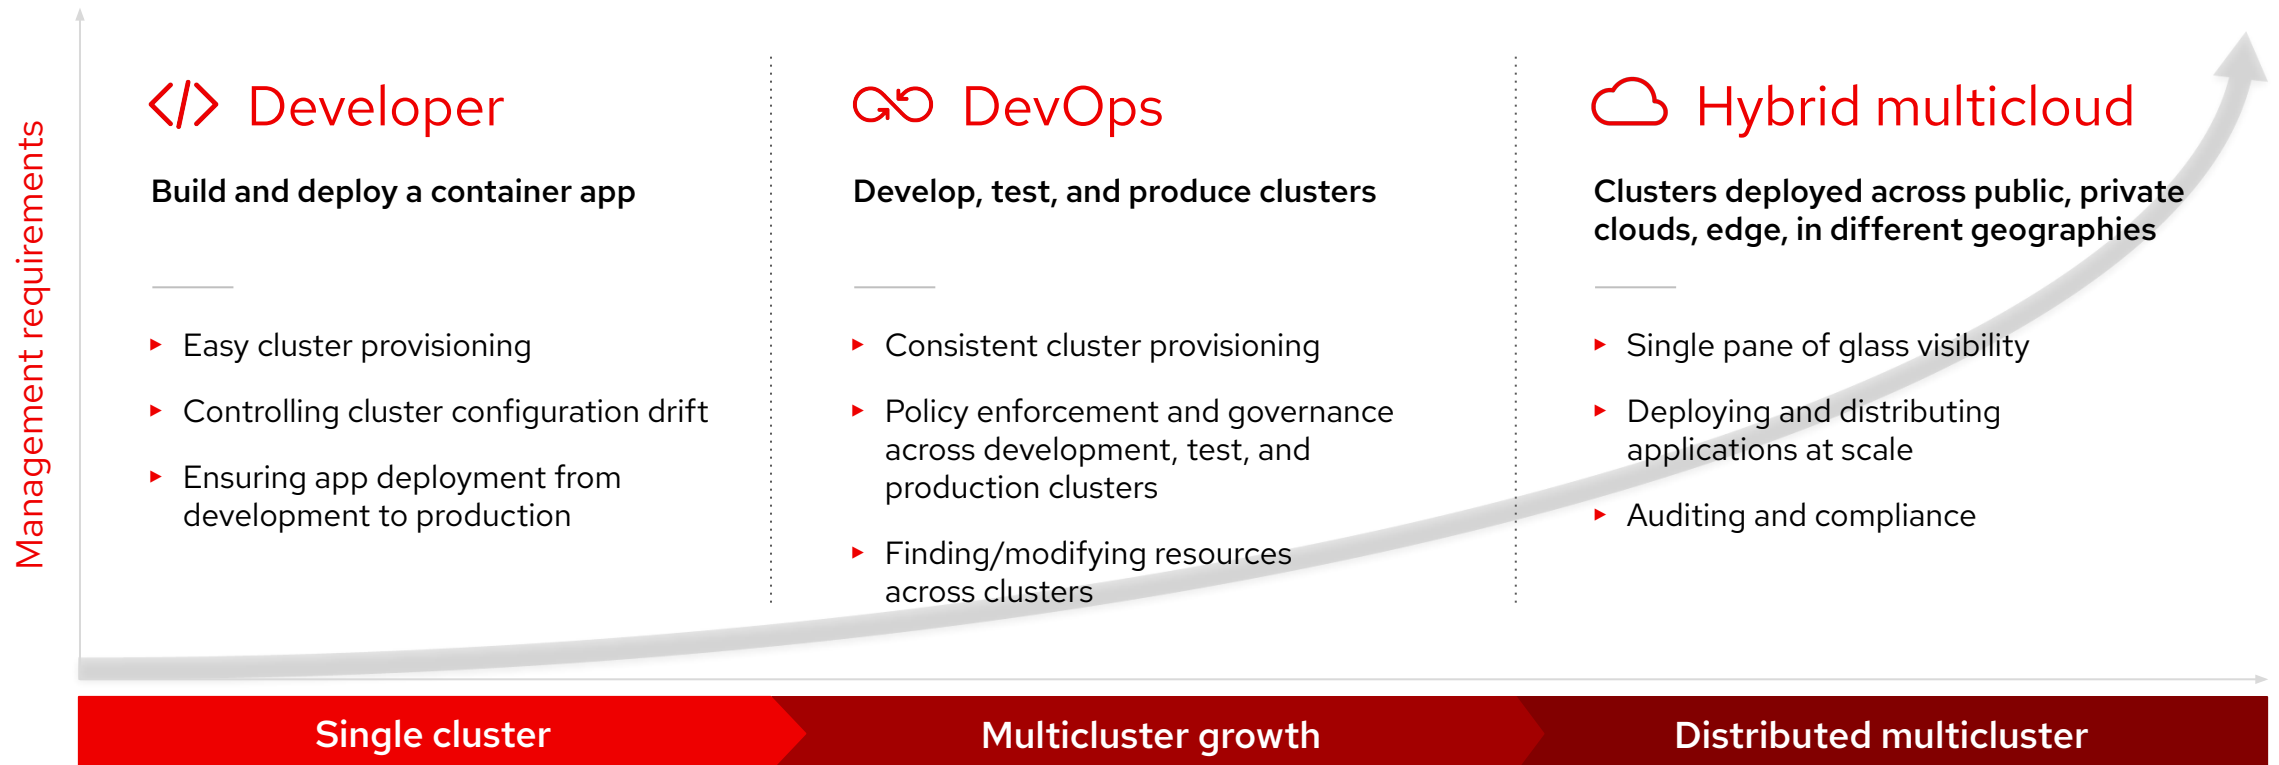 Management requirements
Developer
Build and deploy a container app
Easy cluster provisioning
Controlling cluster configuration drift
Ensuring app deployment from
development to production
DevOps
Develop, test, and produce clusters
Consistent cluster provisioning
Policy enforcement and governance
across development, test, and
production clusters
Finding/modifying resources
across clusters
Hybrid multicloud
Clusters deployed across public, private
clouds, edge, in different geographies
Single pane of glass visibility
Deploying and distributing
applications at scale
Auditing and compliance
Single cluster
Multicluster growth
Distributed multicluster